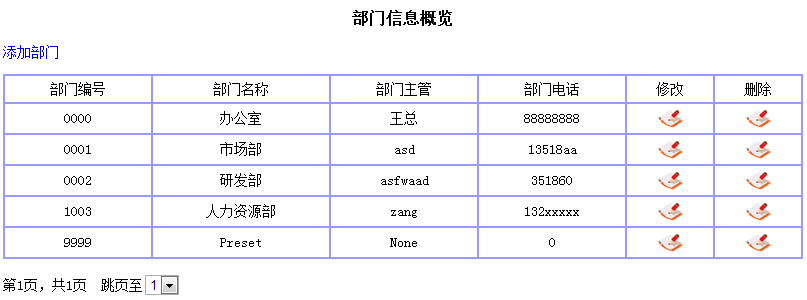 部门信息概览
添加部门
部门编号 部门名称 部门主管 部门电话 修改 删除
0000 办公室 王总 88888888
0001 市场部 asd 13518aa
0002 研发部 asfwaad 351860
1003 人力资源部 zang 132xxxxx
9999 Preset None 0
第1页，共1页 跳页至 1